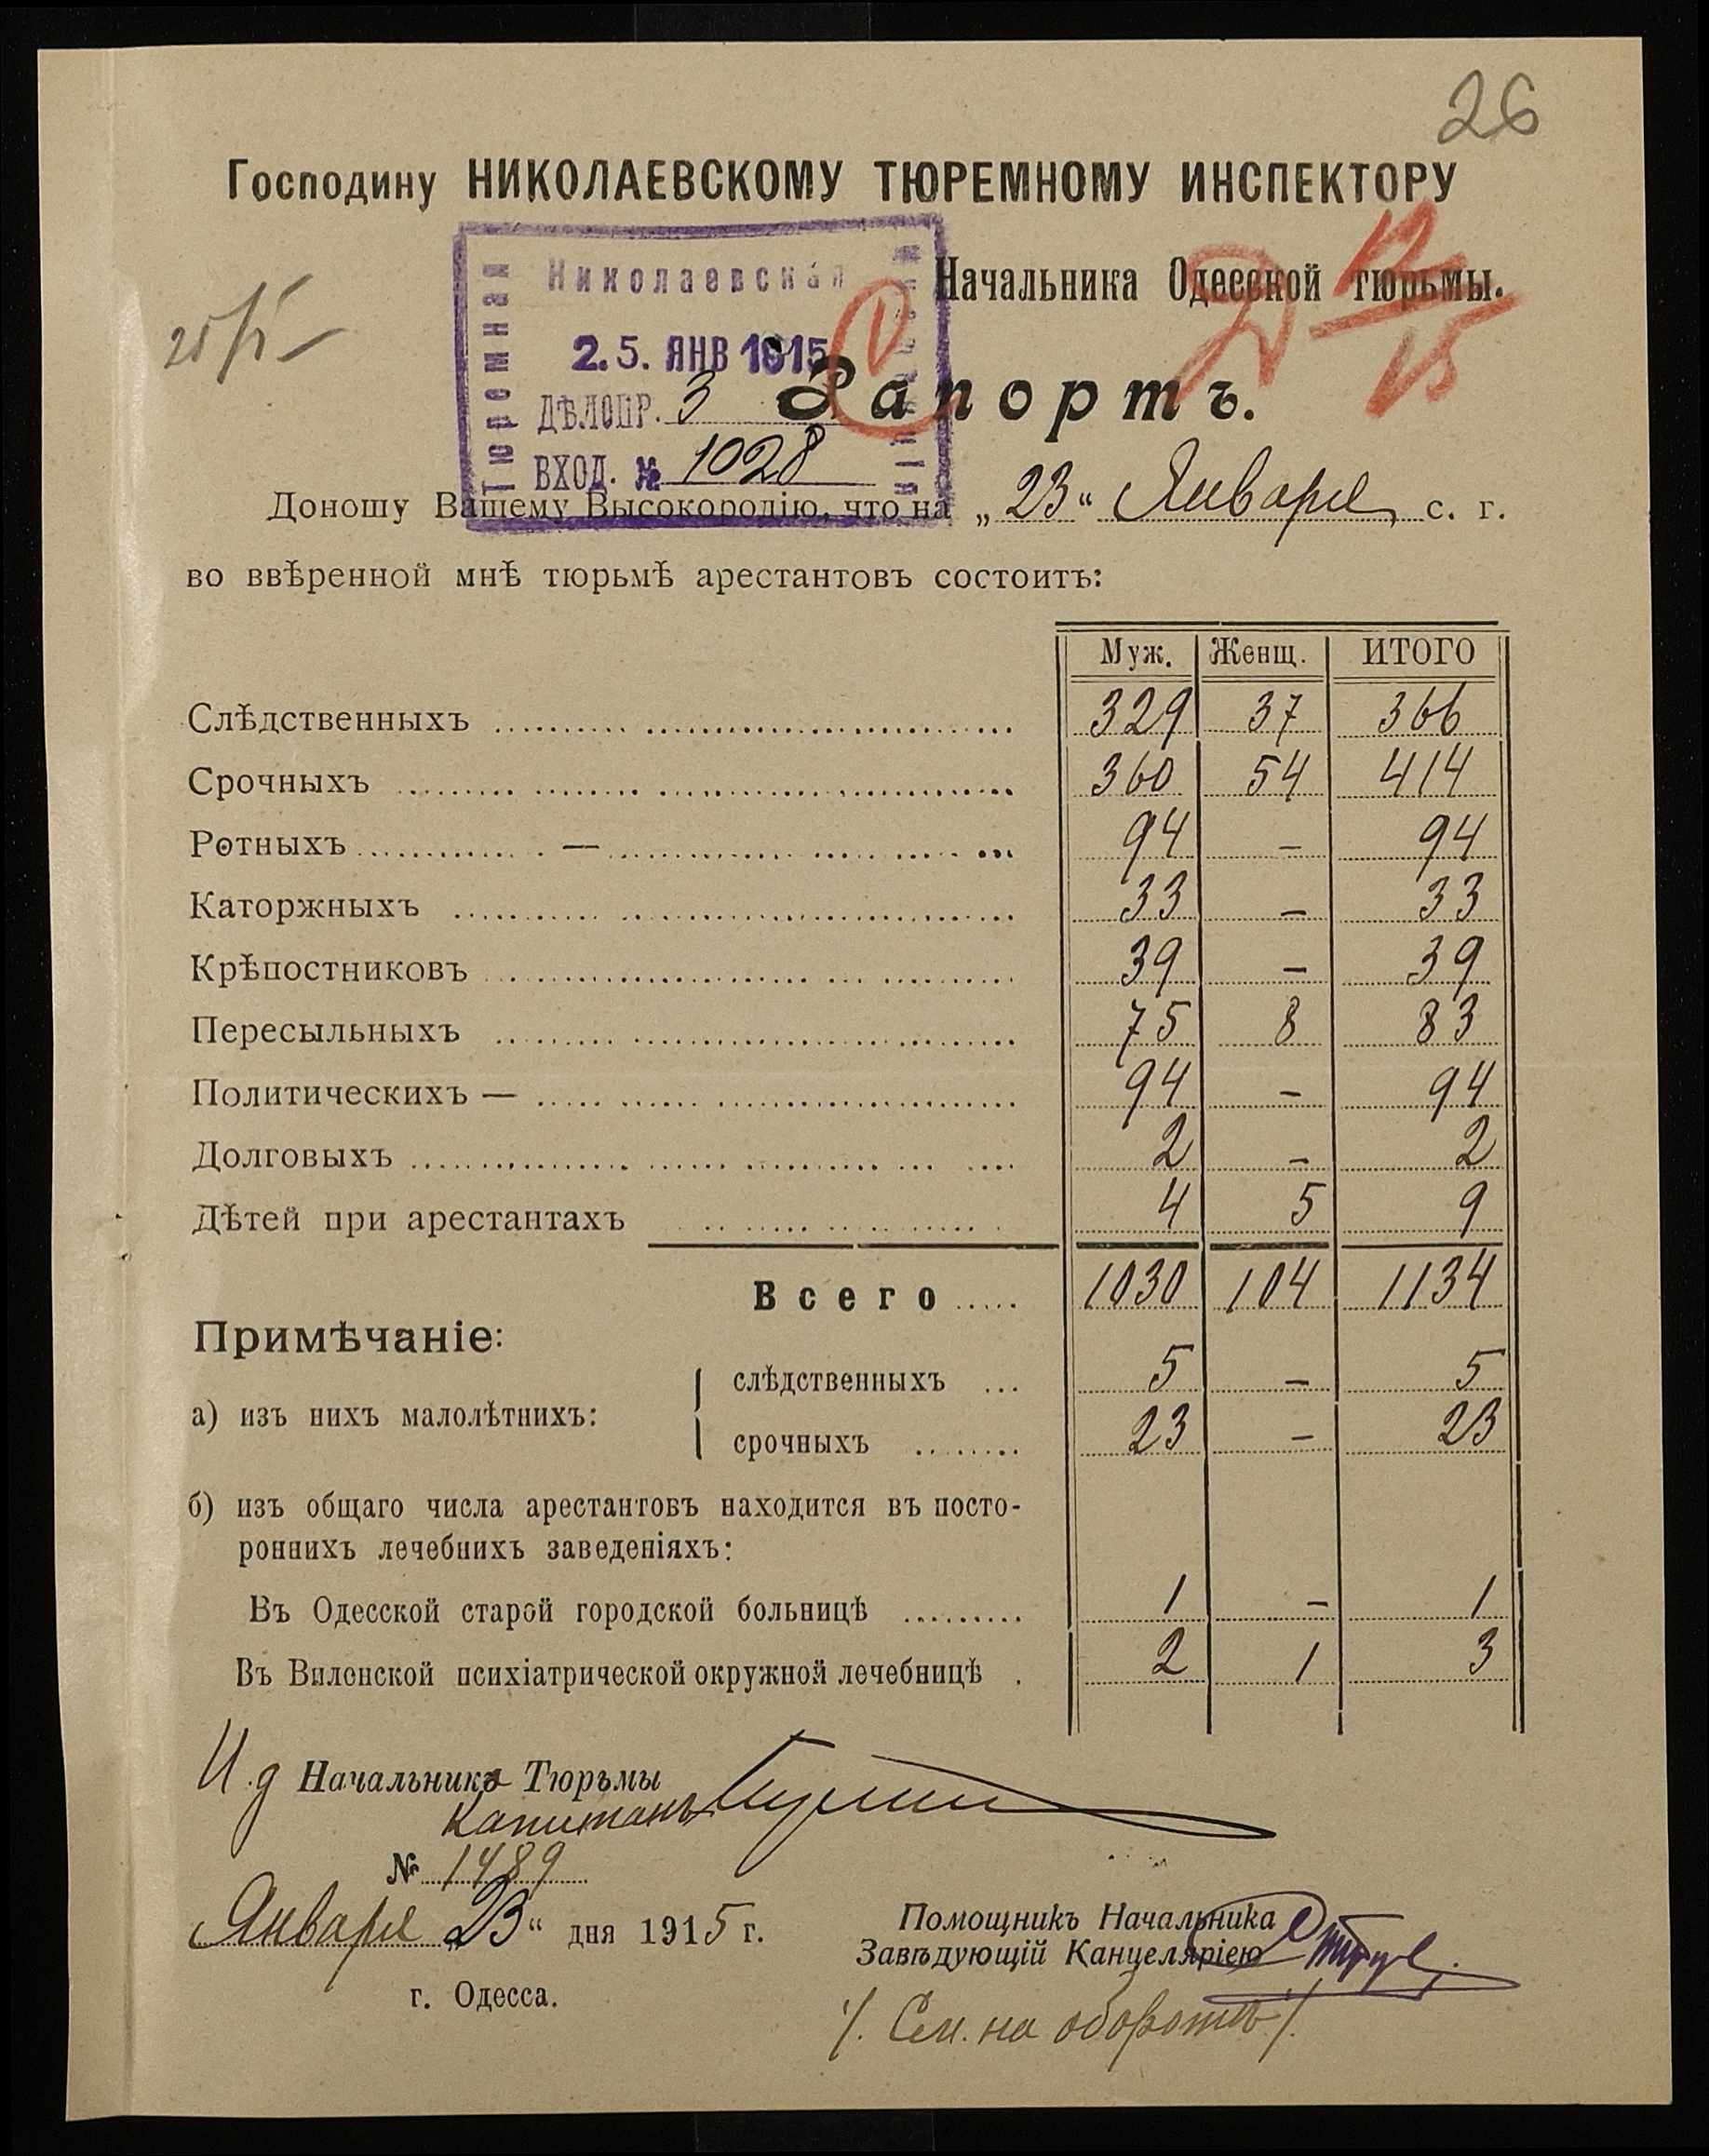 26
Господину НИКОЛАЕВСКОМУ ТЮРЕМНОМУ ИНСПЕКТОРУ
Николаевская
Тюремная
Начальника Одесской тюрьмы.
25/I
2.5. ЯНВ 1915
Рапортъ.
ДѢЛОПР. 3
ВХОД. № 1028
Доношу Вашему Высокородію, что на „23“ Января с. г.
во ввѣренной мнѣ тюрьмѣ арестантовъ состоитъ:
Муж. Женщ. ИТОГО
Слѣдственныхъ 329 37 366
Срочныхъ 360 54 414
Ротныхъ — 94 — 94
Каторжныхъ 33 — 33
Крѣпостниковъ 39 — 39
Пересыльныхъ 75 8 83
Политическихъ — 94 — 94
Долговыхъ 2 — 2
Дѣтей при арестантахъ 4 5 9
Всего 1030 104 1134
Примѣчаніе:
а) изъ нихъ малолѣтнихъ:
слѣдственныхъ 5 — 5
срочныхъ 23 — 23
б) изъ общаго числа арестантовъ находится въ посто-
роннихъ лечебнихъ заведеніяхъ:
Въ Одесской старой городской больницѣ 1 — 1
Въ Виленской психіатрической окружной лечебницѣ 2 1 3
И.д Начальника Тюрьмы
Капитанъ
№ 1489
Января „23“ дня 1915 г.
г. Одесса.
Помощникъ Начальника
Завѣдующій Канцеляріею
/. См. на оборотѣ /.